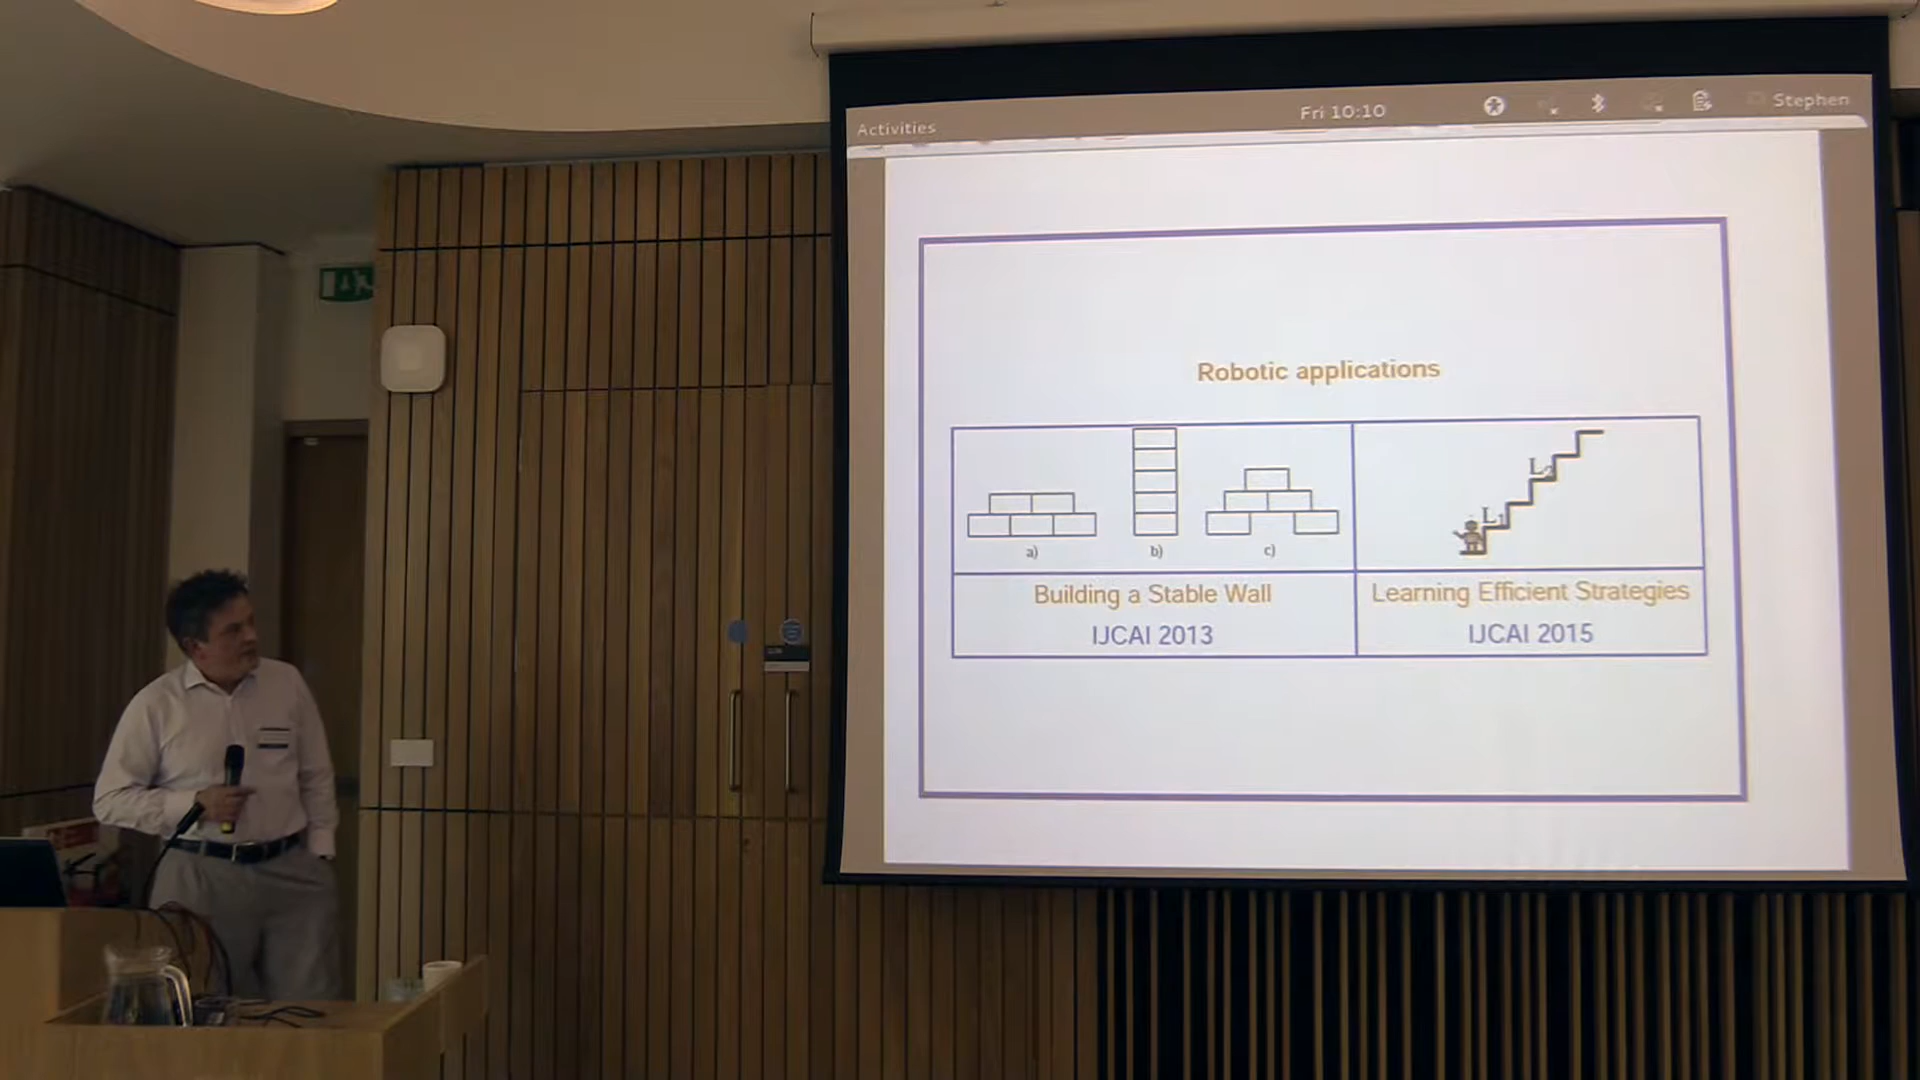 Activities
Fri 10:10
Stephen
Robotic applications
L2
L1
a)
b)
c)
Building a Stable Wall
IJCAI 2013
Learning Efficient Strategies
IJCAI 2015